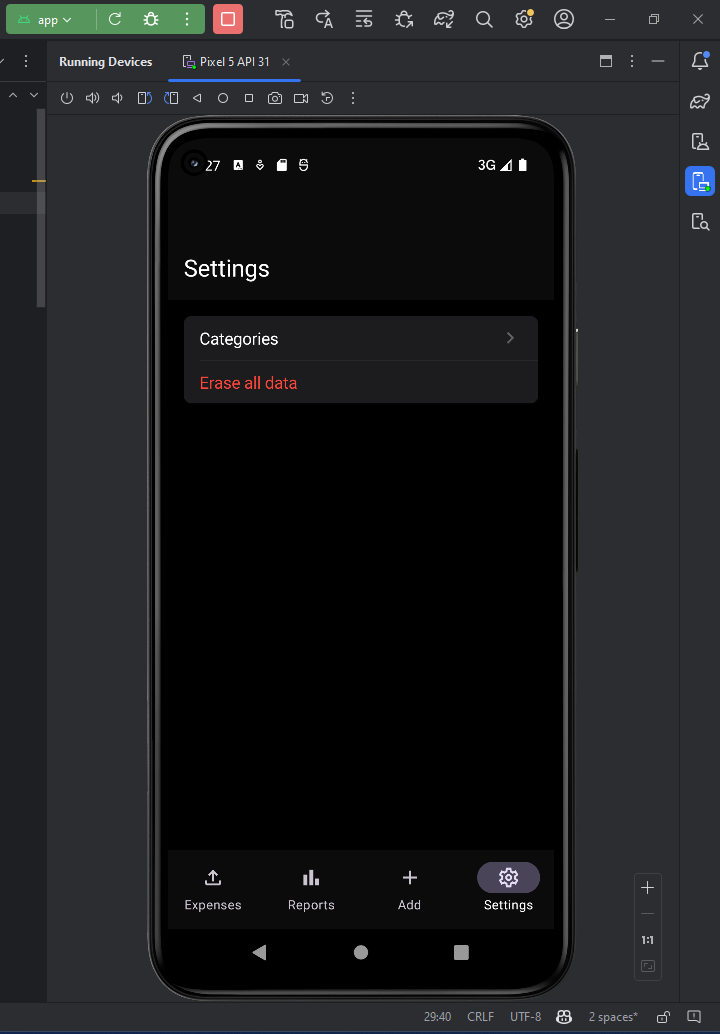 app
Running Devices
Pixel 5 API 31
27
3G
Settings
Categories
Erase all data
Expenses
Reports
Add
Settings
1:1
29:40
CRLF
UTF-8
2 spaces*